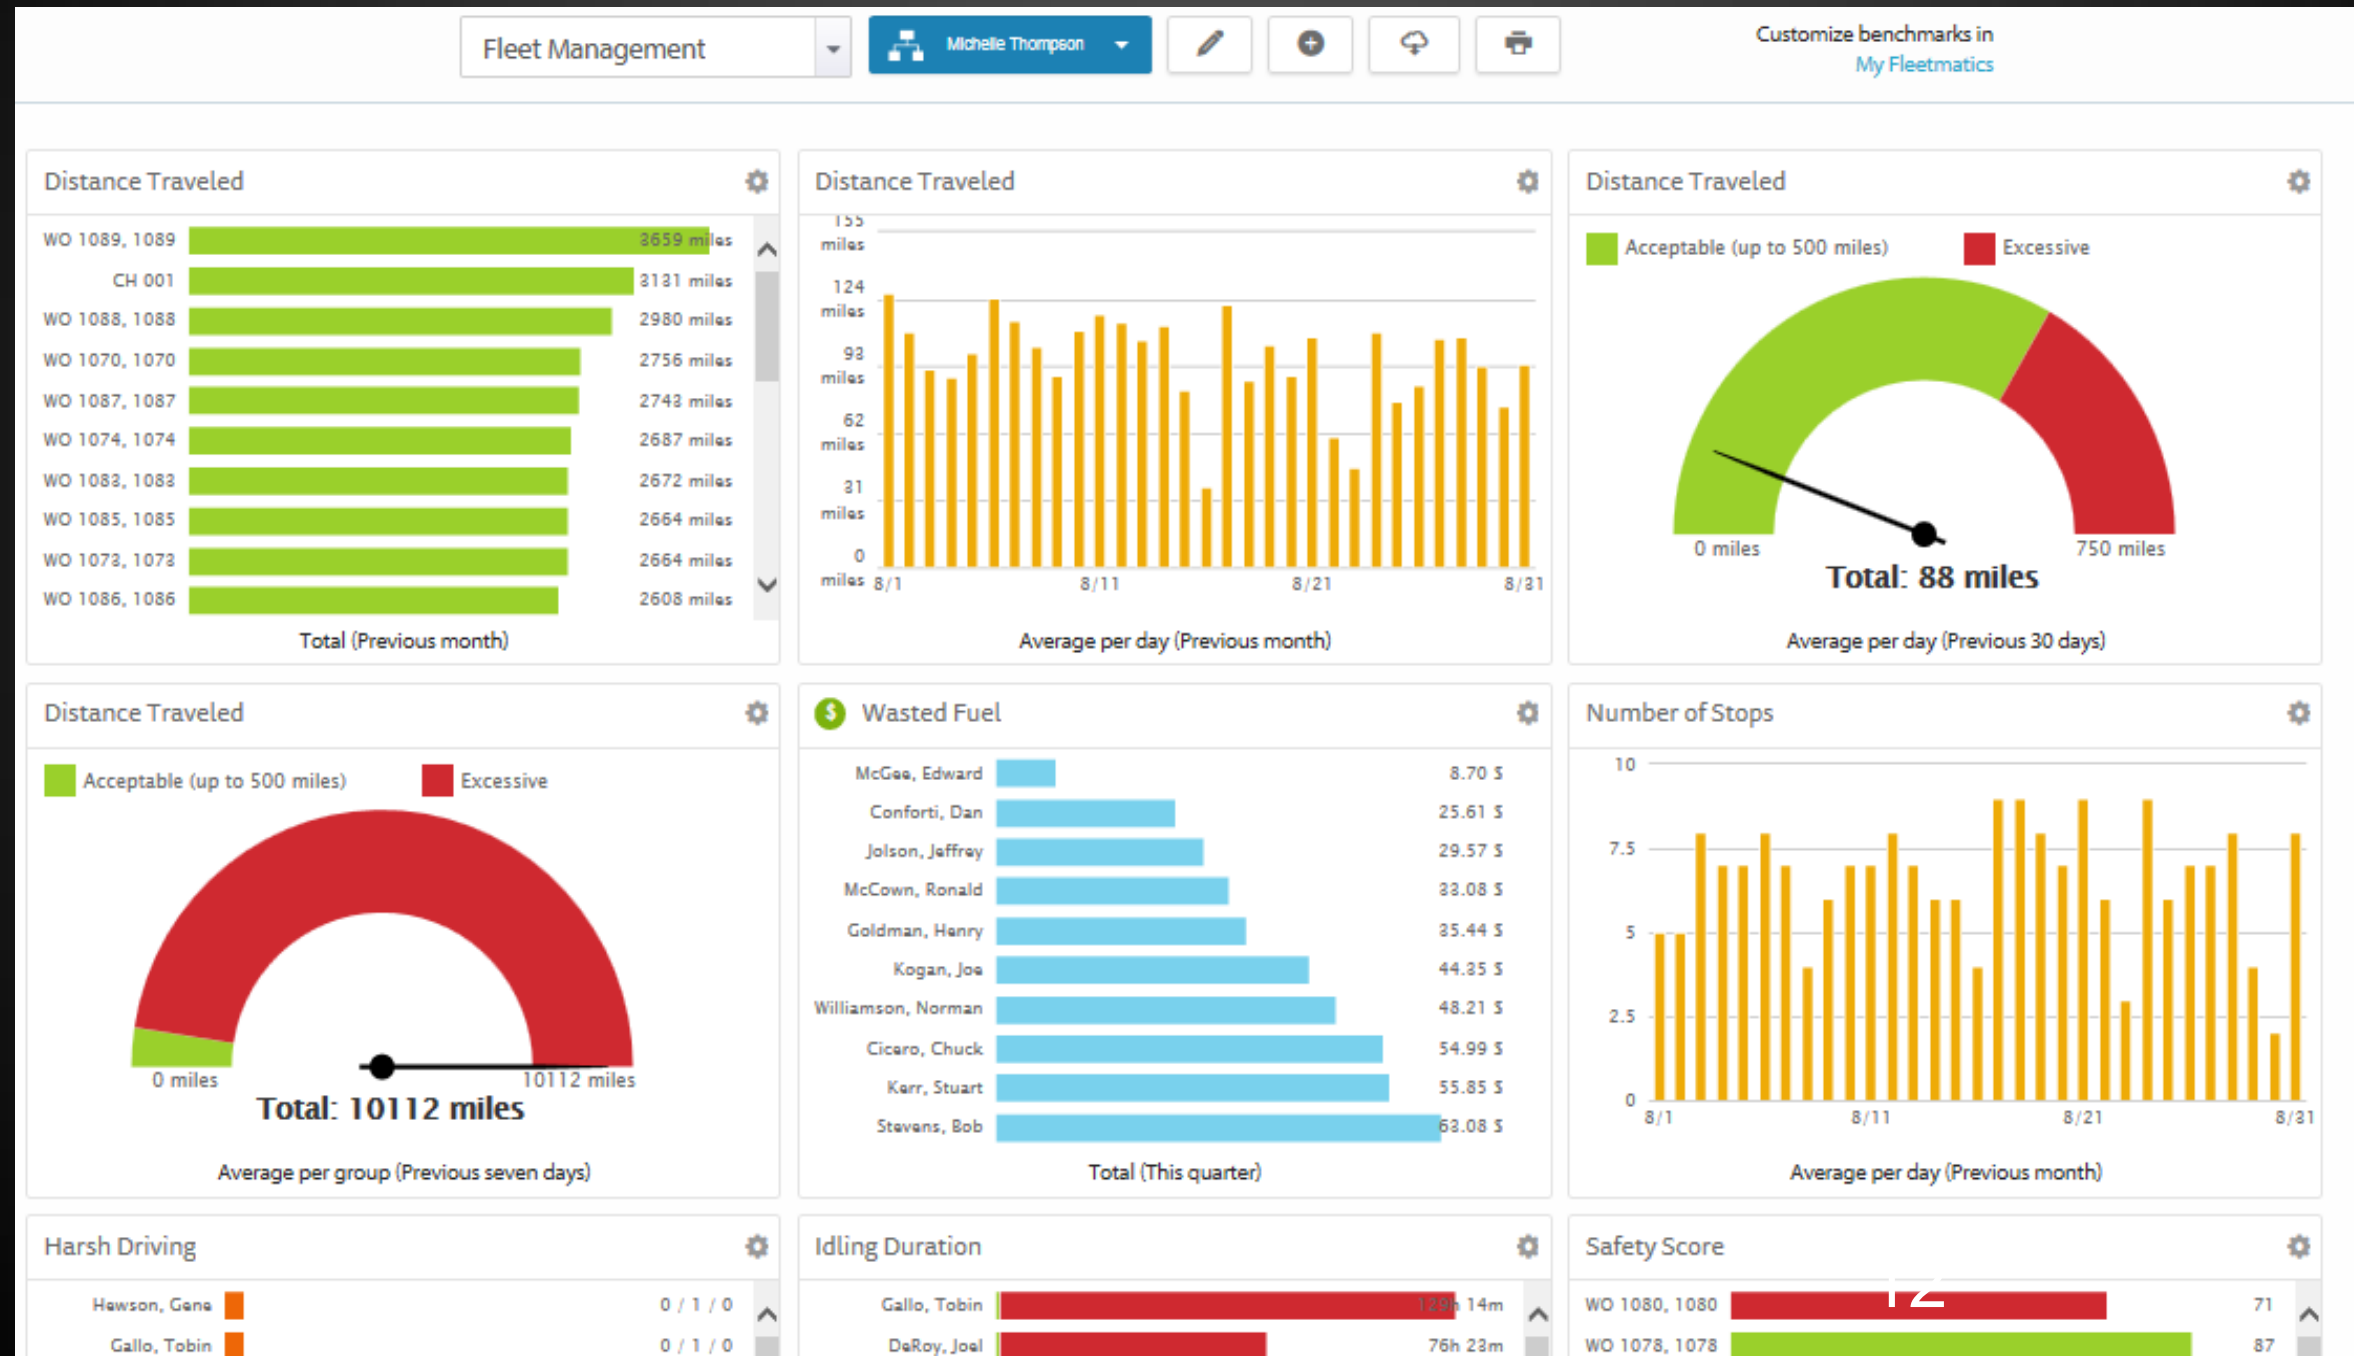 Fleet Management
Michelle Thompson
Customize benchmarks in
My Fleetmatics
Distance Traveled
WO 1089, 1089 3659 miles
CH 001 3131 miles
WO 1088, 1088 2980 miles
WO 1070, 1070 2756 miles
WO 1087, 1087 2743 miles
WO 1074, 1074 2687 miles
WO 1083, 1083 2672 miles
WO 1085, 1085 2664 miles
WO 1073, 1073 2664 miles
WO 1086, 1086 2608 miles
Total (Previous month)
Distance Traveled
155
miles
124
miles
93
miles
62
miles
31
miles
0
miles
8/1 8/11 8/21 8/31
Average per day (Previous month)
Distance Traveled
Acceptable (up to 500 miles) Excessive
0 miles 750 miles
Total: 88 miles
Average per day (Previous 30 days)
Distance Traveled
Acceptable (up to 500 miles) Excessive
0 miles 10112 miles
Total: 10112 miles
Average per group (Previous seven days)
$ Wasted Fuel
McGee, Edward 8.70 $
Conforti, Dan 25.61 $
Jolson, Jeffrey 29.57 $
McCown, Ronald 33.08 $
Goldman, Henry 35.44 $
Kogan, Joe 44.35 $
Williamson, Norman 48.21 $
Cicero, Chuck 54.99 $
Kerr, Stuart 55.85 $
Stevens, Bob 63.08 $
Total (This quarter)
Number of Stops
10
7.5
5
2.5
0
8/1 8/11 8/21 8/31
Average per day (Previous month)
Harsh Driving
Hewson, Gene 0 / 1 / 0
Gallo, Tobin 0 / 1 / 0
Idling Duration
Gallo, Tobin 129h 14m
DeRoy, Joel 76h 23m
Safety Score
12
WO 1080, 1080 71
WO 1078, 1078 87